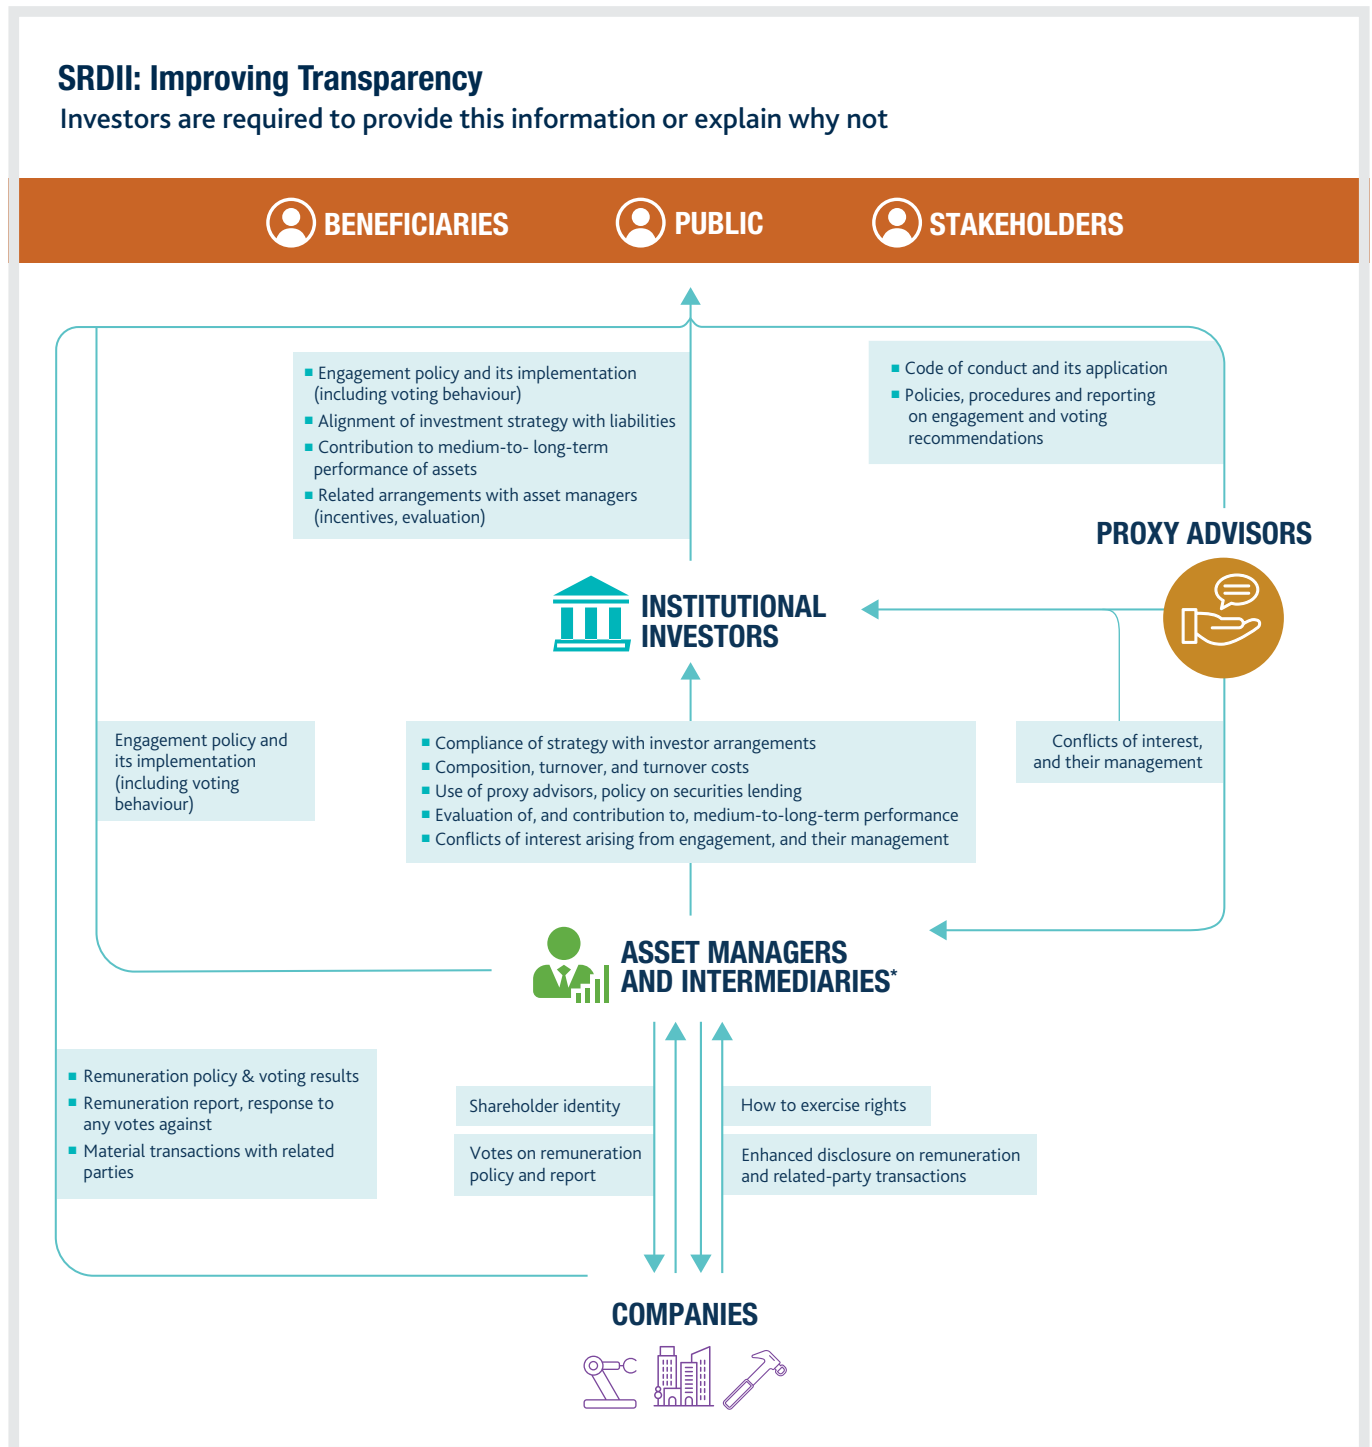 SRDII: Improving Transparency
Investors are required to provide this information or explain why not
BENEFICIARIES
PUBLIC
STAKEHOLDERS
■ Engagement policy and its implementation
(including voting behaviour)
■ Alignment of investment strategy with liabilities
■ Contribution to medium-to- long-term
performance of assets
■ Related arrangements with asset managers
(incentives, evaluation)
■ Code of conduct and its application
■ Policies, procedures and reporting
on engagement and voting
recommendations
PROXY ADVISORS
INSTITUTIONAL
INVESTORS
Engagement policy and
its implementation
(including voting
behaviour)
■ Compliance of strategy with investor arrangements
■ Composition, turnover, and turnover costs
■ Use of proxy advisors, policy on securities lending
■ Evaluation of, and contribution to, medium-to-long-term performance
■ Conflicts of interest arising from engagement, and their management
Conflicts of interest,
and their management
ASSET MANAGERS
AND INTERMEDIARIES*
■ Remuneration policy & voting results
■ Remuneration report, response to
any votes against
■ Material transactions with related
parties
Shareholder identity
Votes on remuneration
policy and report
How to exercise rights
Enhanced disclosure on remuneration
and related-party transactions
COMPANIES